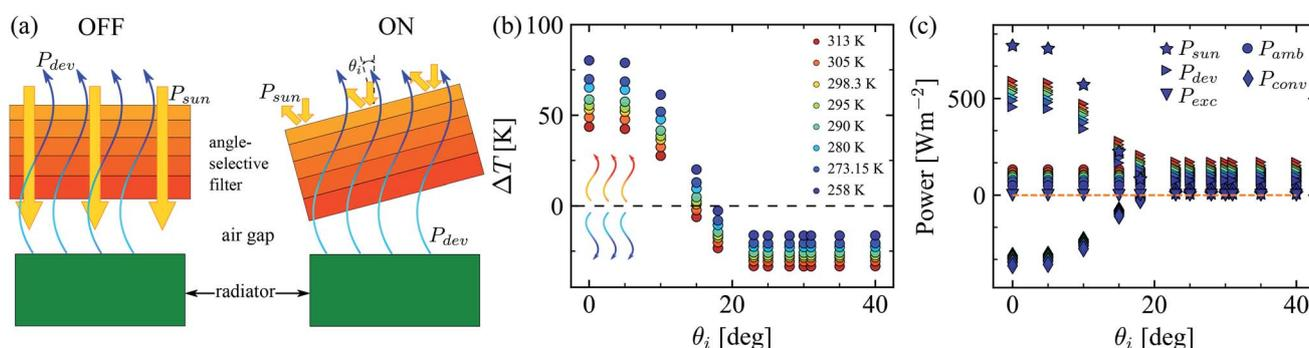 (a)
OFF
ON
P_dev
P_sun
θ_i
P_sun
angle-
selective
filter
air gap
P_dev
radiator
(b)
ΔT [K]
100
50
0
0
20
40
θ_i [deg]
313 K
305 K
298.3 K
295 K
290 K
280 K
273.15 K
258 K
(c)
Power [Wm⁻²]
500
0
0
20
40
θ_i [deg]
P_sun
P_amb
P_dev
P_conv
P_exc